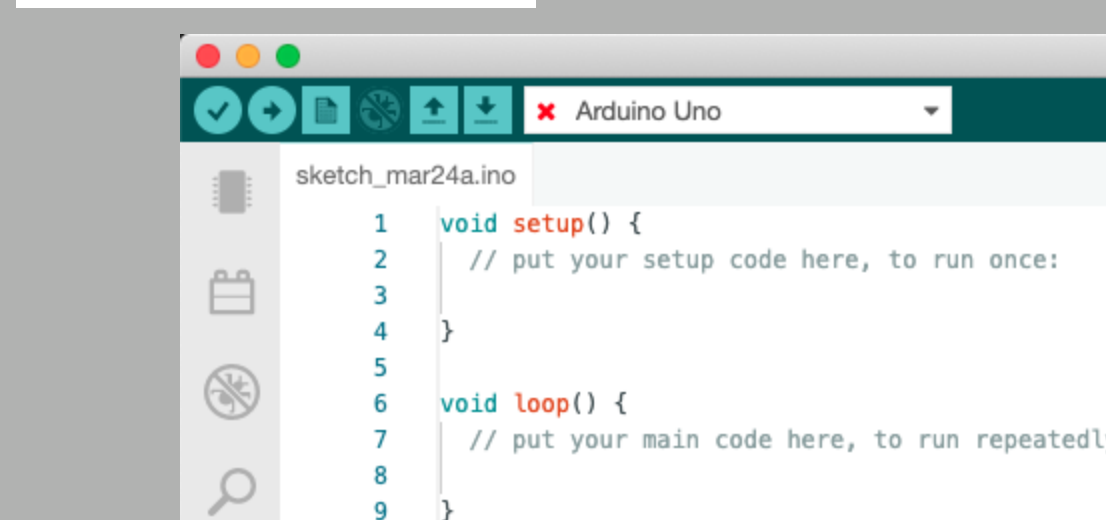 Arduino Uno
sketch_mar24a.ino
1 void setup() {
2 // put your setup code here, to run once:
3
4 }
5
6 void loop() {
7 // put your main code here, to run repeatedl
8
9 }